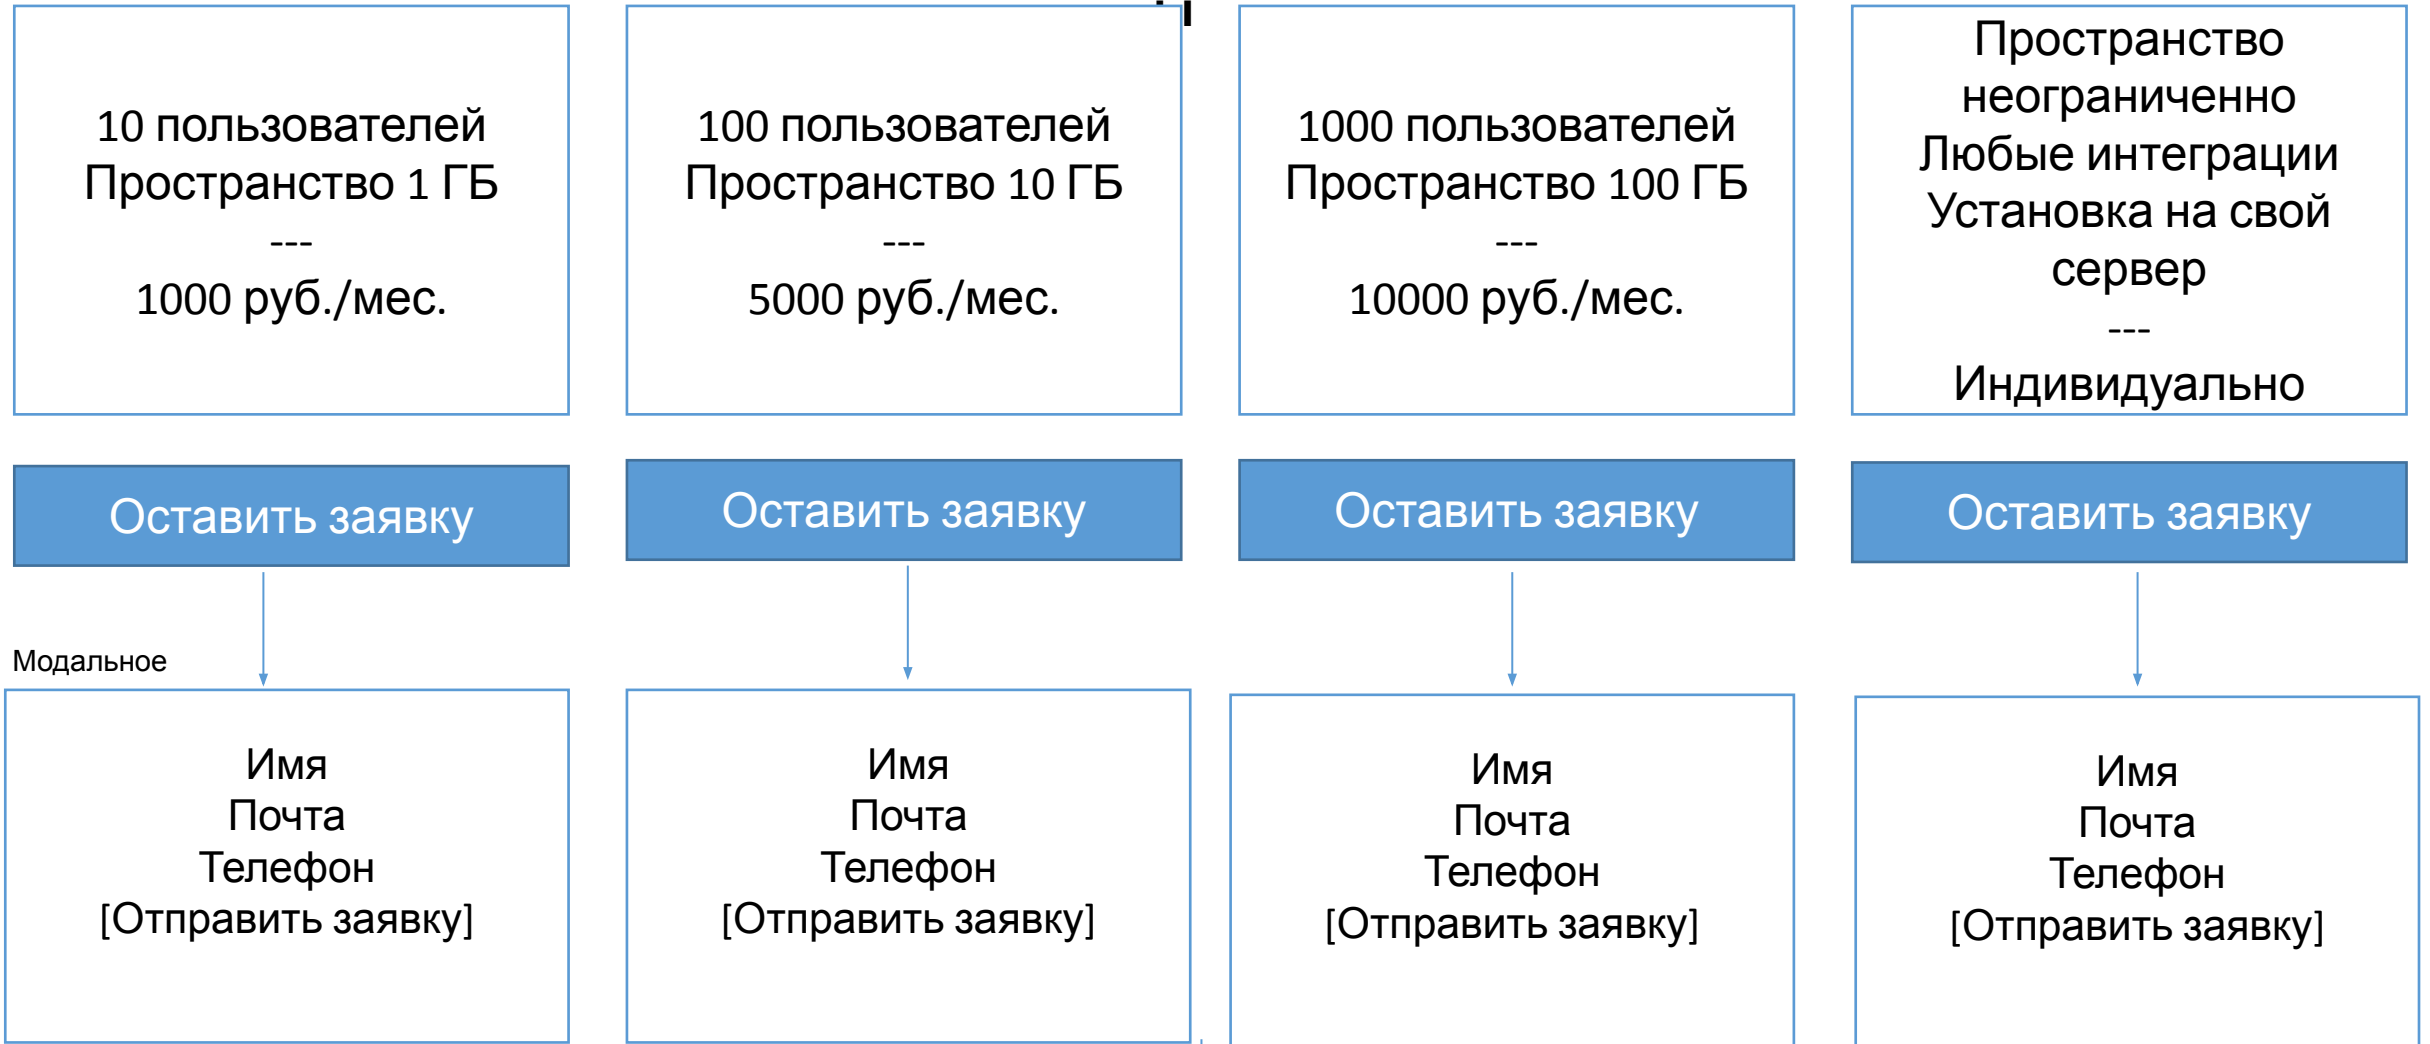 10 пользователей
Пространство 1 ГБ
---
1000 руб./мес.
100 пользователей
Пространство 10 ГБ
---
5000 руб./мес.
1000 пользователей
Пространство 100 ГБ
---
10000 руб./мес.
Пространство
неограниченно
Любые интеграции
Установка на свой
сервер
---
Индивидуально
Оставить заявку
Оставить заявку
Оставить заявку
Оставить заявку
Модальное
Имя
Почта
Телефон
[Отправить заявку]
Имя
Почта
Телефон
[Отправить заявку]
Имя
Почта
Телефон
[Отправить заявку]
Имя
Почта
Телефон
[Отправить заявку]